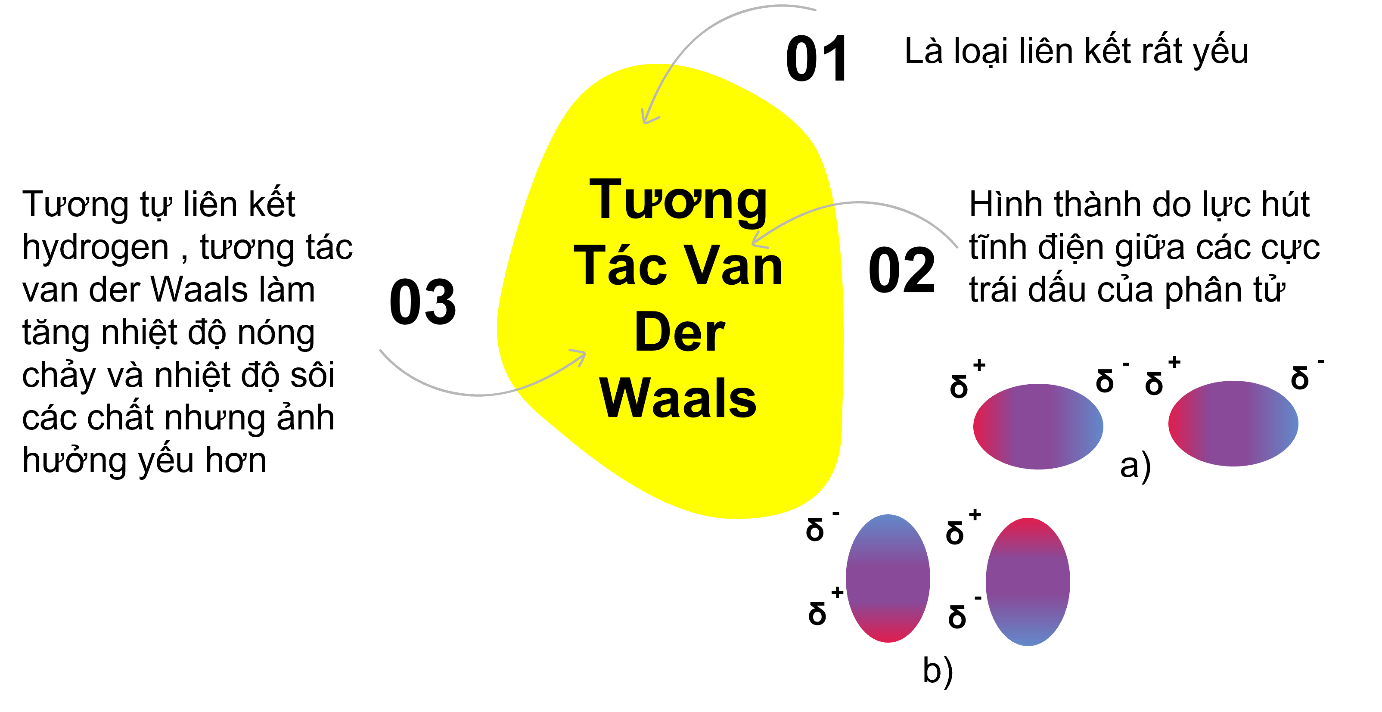 01
Là loại liên kết rất yếu
Tương
Tác Van
Der
Waals
02
Hình thành do lực hút
tĩnh điện giữa các cực
trái dấu của phân tử
03
Tương tự liên kết
hydrogen , tương tác
van der Waals làm
tăng nhiệt độ nóng
chảy và nhiệt độ sôi
các chất nhưng ảnh
hưởng yếu hơn
δ+ δ- δ+ δ-
a)
δ- δ+
δ+ δ-
b)